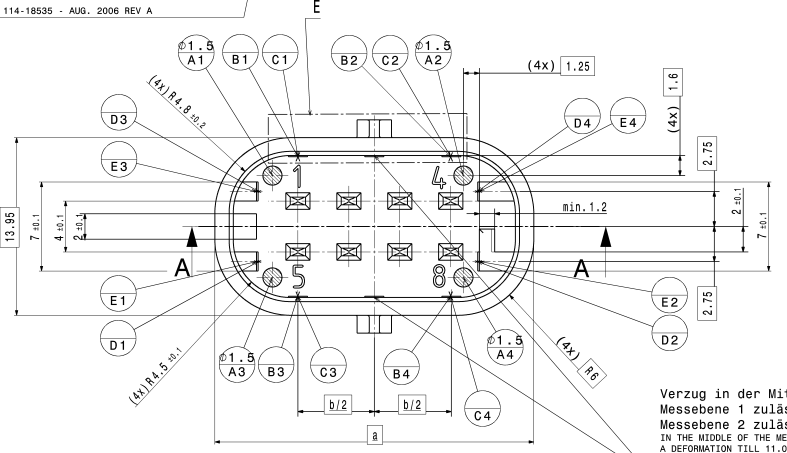 114-18535 - AUG. 2006 REV A
E
Ø1.5
A1
B1
C1
B2
C2
Ø1.5
A2
(4x) 1.25
1.6
(4x)
(4x)R4.8 ±0.2
D3
E3
D4
E4
2.75
2 ±0.1
7 ±0.1
13.95
7 ±0.1
4 ±0.1
2 ±0.1
1
4
min.1.2
A
A
5
8
E1
D1
E2
D2
2.75
(4x)R4.5 ±0.1
Ø1.5
A3
B3
C3
B4
C4
Ø1.5
A4
(4x) R6
b/2
b/2
a
Verzug in der Mit
Messebene 1 zuläs
Messebene 2 zuläs
IN THE MIDDLE OF THE ME
A DEFORMATION TILL 11.0